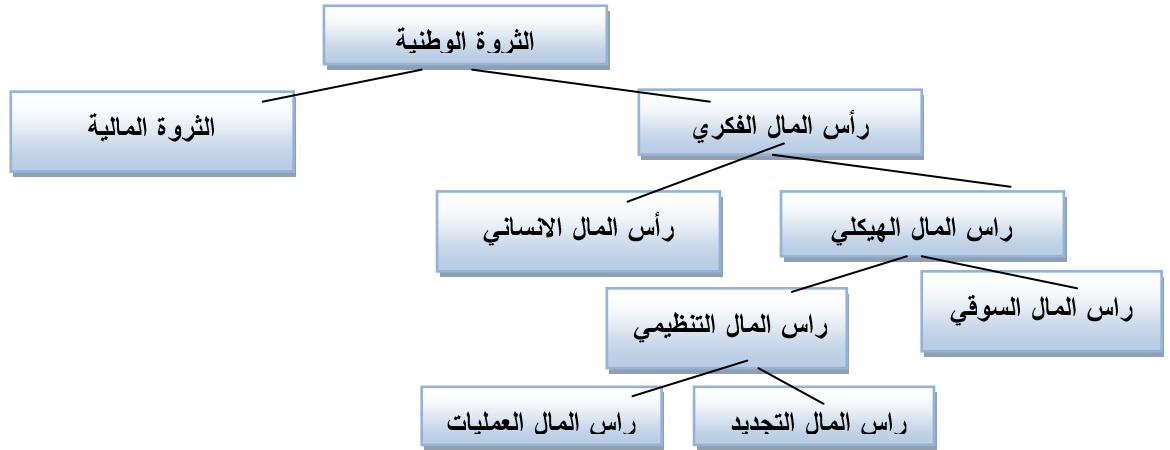 الثروة الوطنية
رأس المال الفكري
الثروة المالية
راس المال الهيكلي
رأس المال الانساني
راس المال السوقي
راس المال التنظيمي
راس المال التجديد
راس المال العمليات